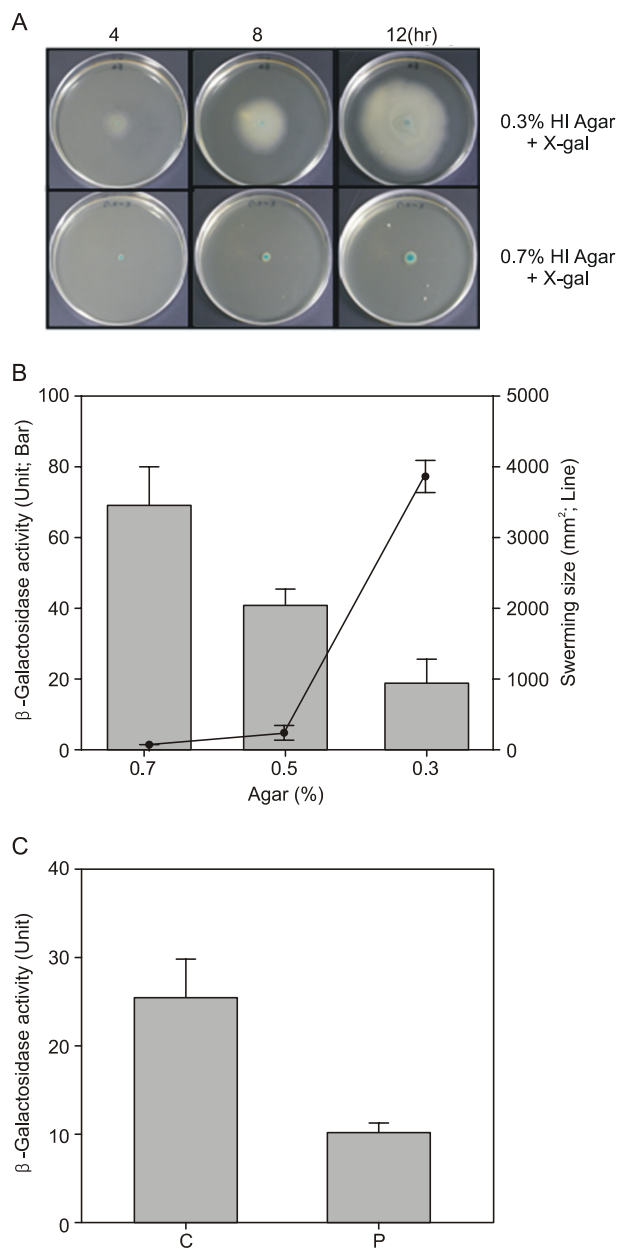 A
4 8 12(hr)
0.3% HI Agar
+ X-gal
0.7% HI Agar
+ X-gal
B
100 5000
80 4000
60 3000
40 2000
20 1000
0 0
β-Galactosidase activity (Unit; Bar)
Swerming size (mm²; Line)
0.7 0.5 0.3
Agar (%)
C
40
30
20
10
0
β-Galactosidase activity (Unit)
C P